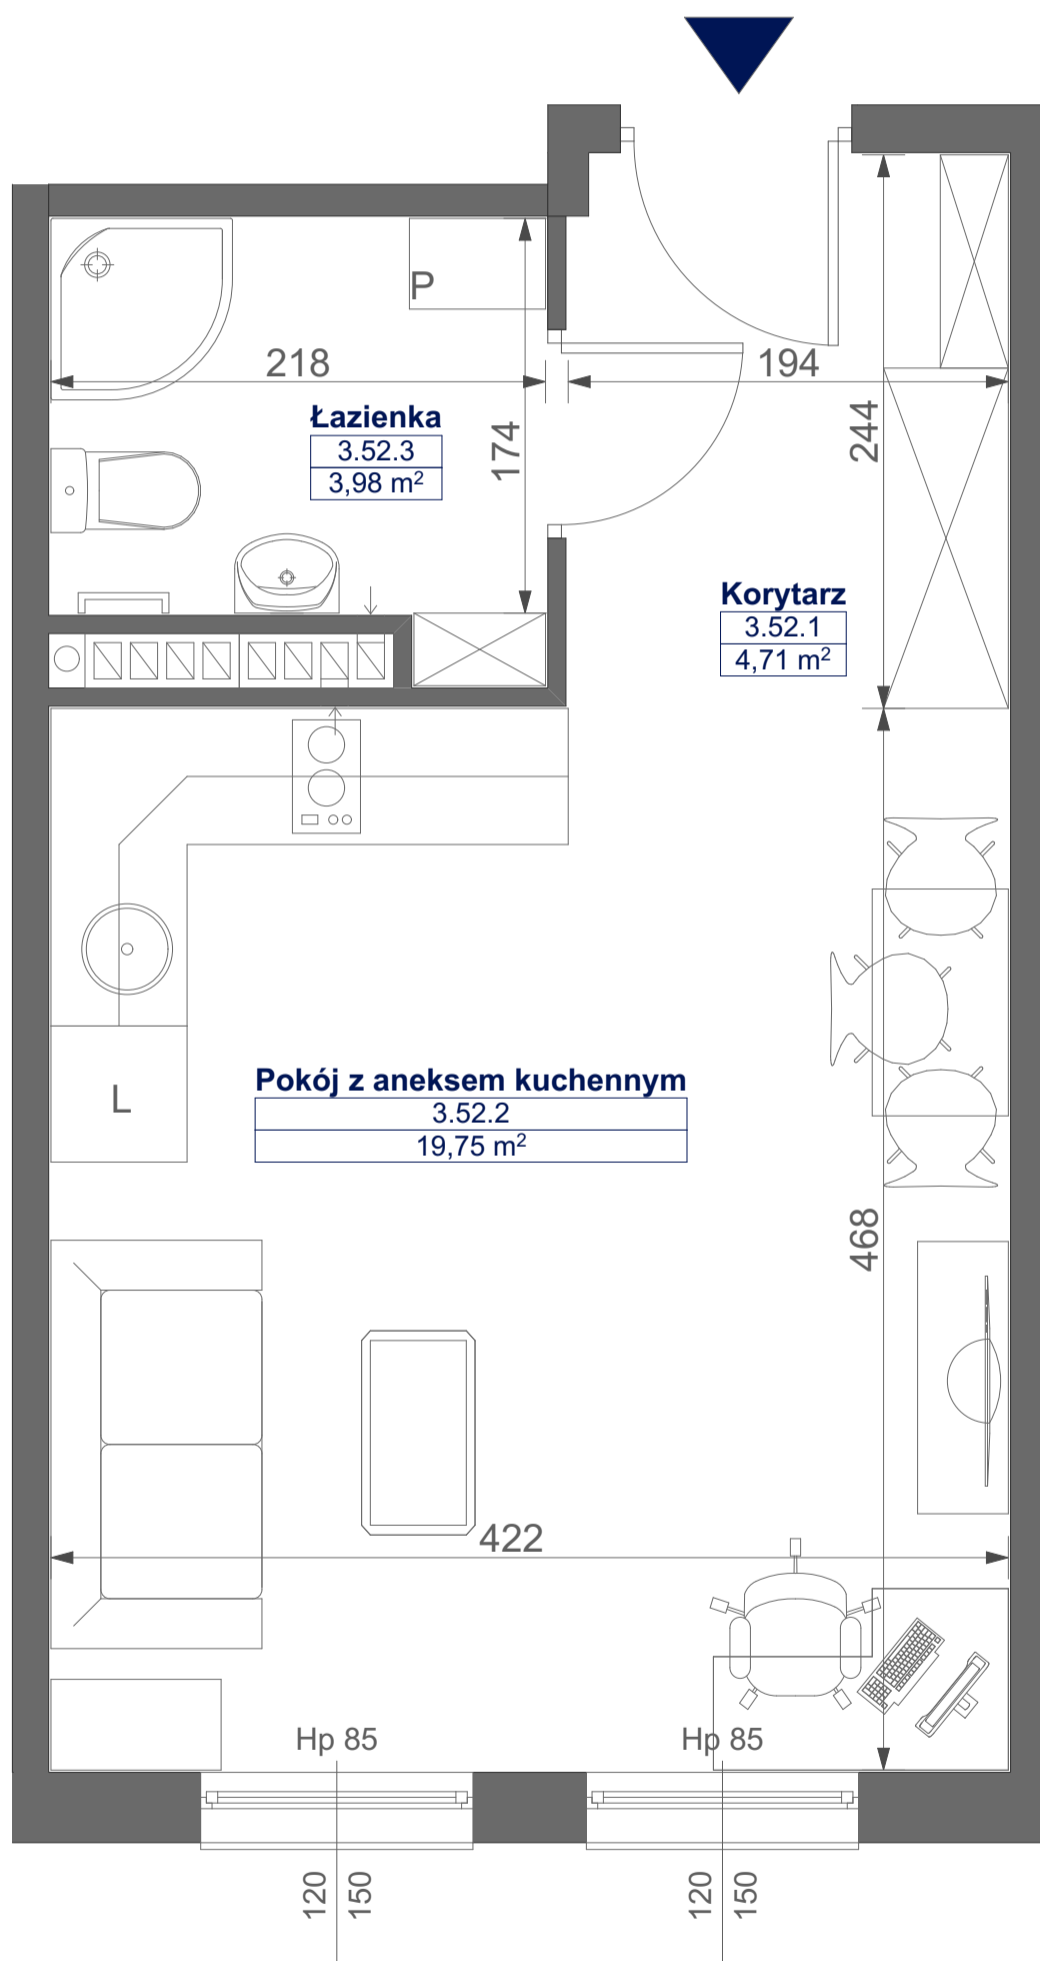 P
218
194
Łazienka
3.52.3
3,98 m²
174
244
Korytarz
3.52.1
4,71 m²
L
Pokój z aneksem kuchennym
3.52.2
19,75 m²
468
422
Hp 85
Hp 85
120
150
120
150